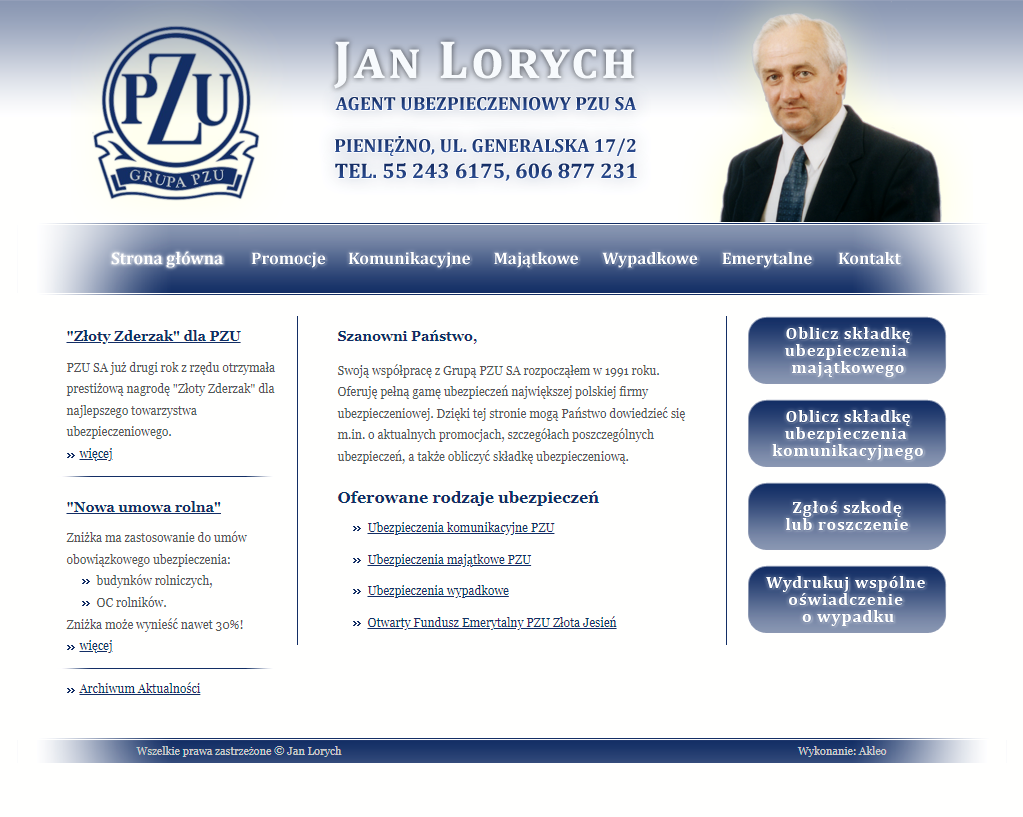 PZU
GRUPA PZU
JAN LORYCH
AGENT UBEZPIECZENIOWY PZU SA
PIENIĘŻNO, UL. GENERALSKA 17/2
TEL. 55 243 6175, 606 877 231
Strona główna Promocje Komunikacyjne Majątkowe Wypadkowe Emerytalne Kontakt
"Złoty Zderzak" dla PZU
PZU SA już drugi rok z rzędu otrzymała
prestiżową nagrodę "Złoty Zderzak" dla
najlepszego towarzystwa
ubezpieczeniowego.
» więcej
"Nowa umowa rolna"
Zniżka ma zastosowanie do umów
obowiązkowego ubezpieczenia:
» budynków rolniczych,
» OC rolników.
Zniżka może wynieść nawet 30%!
» więcej
» Archiwum Aktualności
Szanowni Państwo,
Swoją współpracę z Grupą PZU SA rozpocząłem w 1991 roku.
Oferuję pełną gamę ubezpieczeń największej polskiej firmy
ubezpieczeniowej. Dzięki tej stronie mogą Państwo dowiedzieć się
m.in. o aktualnych promocjach, szczegółach poszczególnych
ubezpieczeń, a także obliczyć składkę ubezpieczeniową.
Oferowane rodzaje ubezpieczeń
» Ubezpieczenia komunikacyjne PZU
» Ubezpieczenia majątkowe PZU
» Ubezpieczenia wypadkowe
» Otwarty Fundusz Emerytalny PZU Złota Jesień
Oblicz składkę
ubezpieczenia
majątkowego
Oblicz składkę
ubezpieczenia
komunikacyjnego
Zgłoś szkodę
lub roszczenie
Wydrukuj wspólne
oświadczenie
o wypadku
Wszelkie prawa zastrzeżone © Jan Lorych
Wykonanie: Akleo